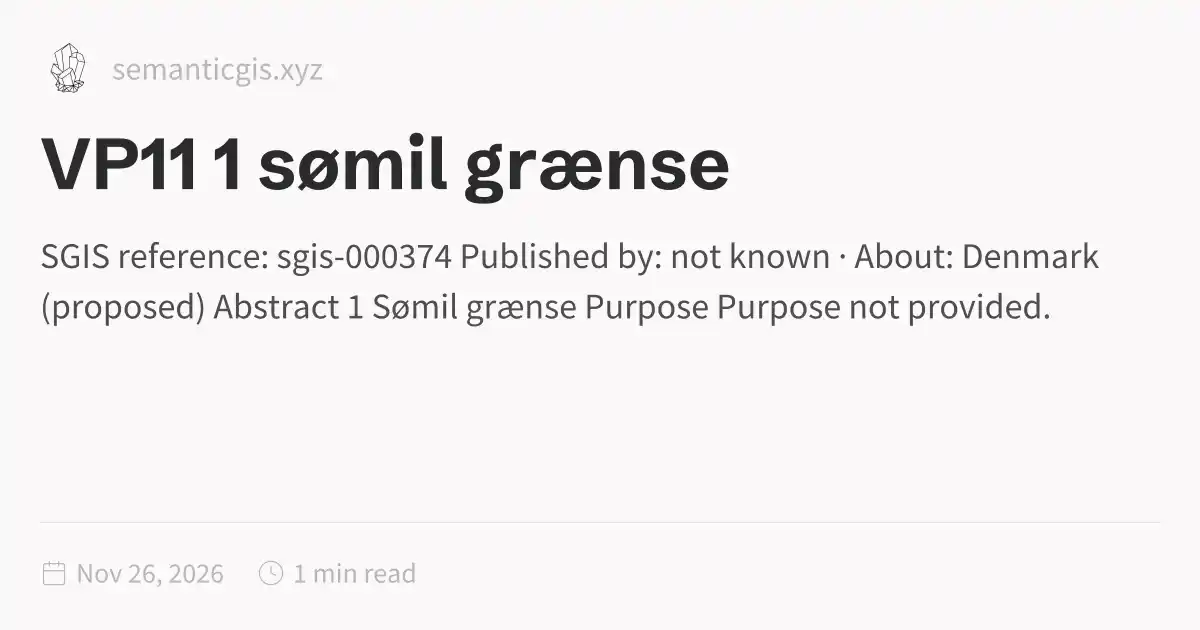 semanticgis.xyz
VP11 1 sømil grænse
SGIS reference: sgis-000374 Published by: not known · About: Denmark
(proposed) Abstract 1 Sømil grænse Purpose Purpose not provided.
Nov 26, 2026 1 min read